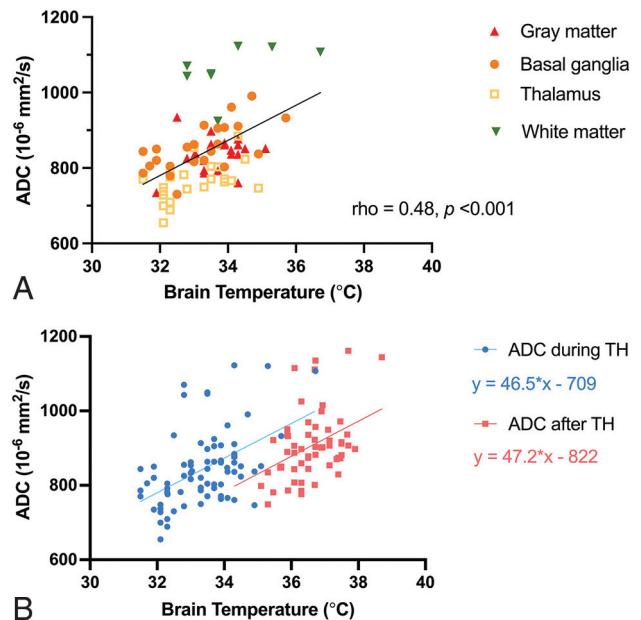 1200
1000
800
600
ADC (10⁻⁶ mm²/s)
30 32 34 36 38 40
Brain Temperature (°C)
rho = 0.48, p <0.001
Gray matter
Basal ganglia
Thalamus
White matter
A
1200
1000
800
600
ADC (10⁻⁶ mm²/s)
30 32 34 36 38 40
Brain Temperature (°C)
ADC during TH
y = 46.5*x - 709
ADC after TH
y = 47.2*x - 822
B